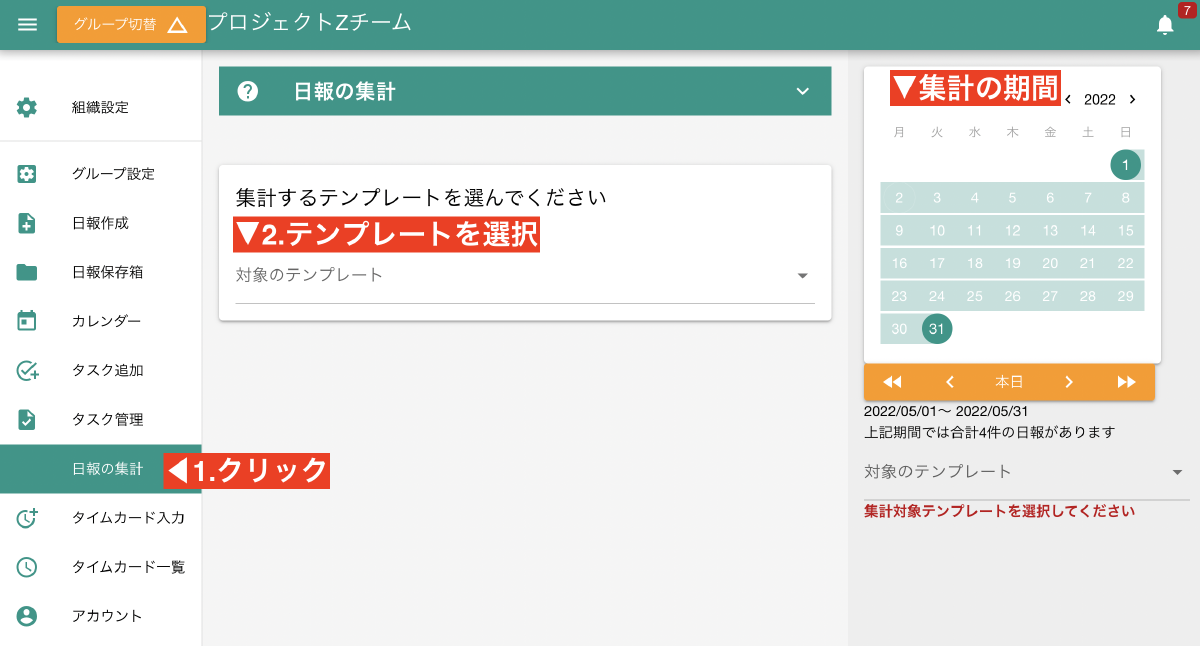 グループ切替
プロジェクトZチーム
7
組織設定
グループ設定
日報作成
日報保存箱
カレンダー
タスク追加
タスク管理
日報の集計
◀1.クリック
タイムカード入力
タイムカード一覧
アカウント
日報の集計
集計するテンプレートを選んでください
▼2.テンプレートを選択
対象のテンプレート
▼集計の期間
2022
月 火 水 木 金 土 日
1
2 3 4 5 6 7 8
9 10 11 12 13 14 15
16 17 18 19 20 21 22
23 24 25 26 27 28 29
30 31
本日
2022/05/01〜 2022/05/31
上記期間では合計4件の日報があります
対象のテンプレート
集計対象テンプレートを選択してください